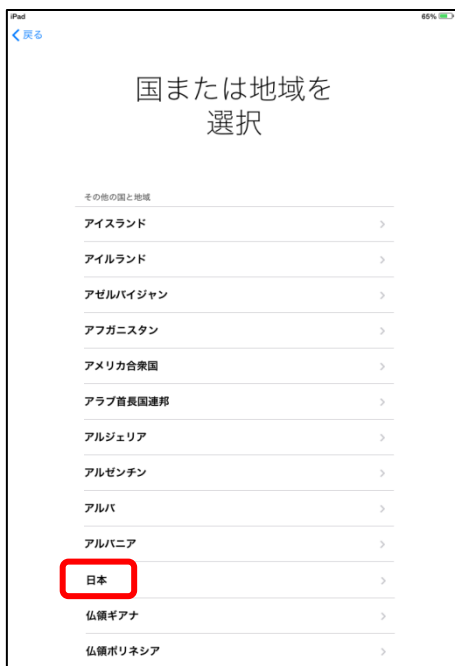 iPad 65%
戻る
国または地域を
選択
その他の国と地域
アイスランド
アイルランド
アゼルバイジャン
アフガニスタン
アメリカ合衆国
アラブ首長国連邦
アルジェリア
アルゼンチン
アルバ
アルバニア
日本
仏領ギアナ
仏領ポリネシア